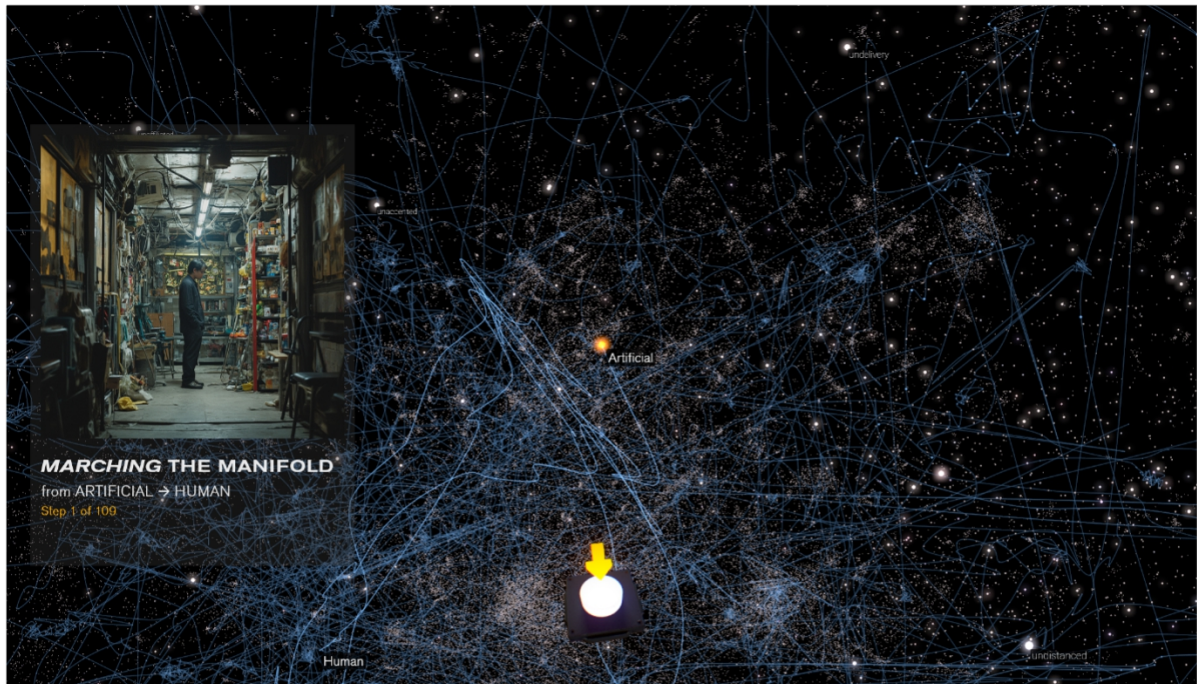 undelivery
unaccented
Artificial
MARCHING THE MANIFOLD
from ARTIFICIAL → HUMAN
Step 1 of 109
Human
undistanced